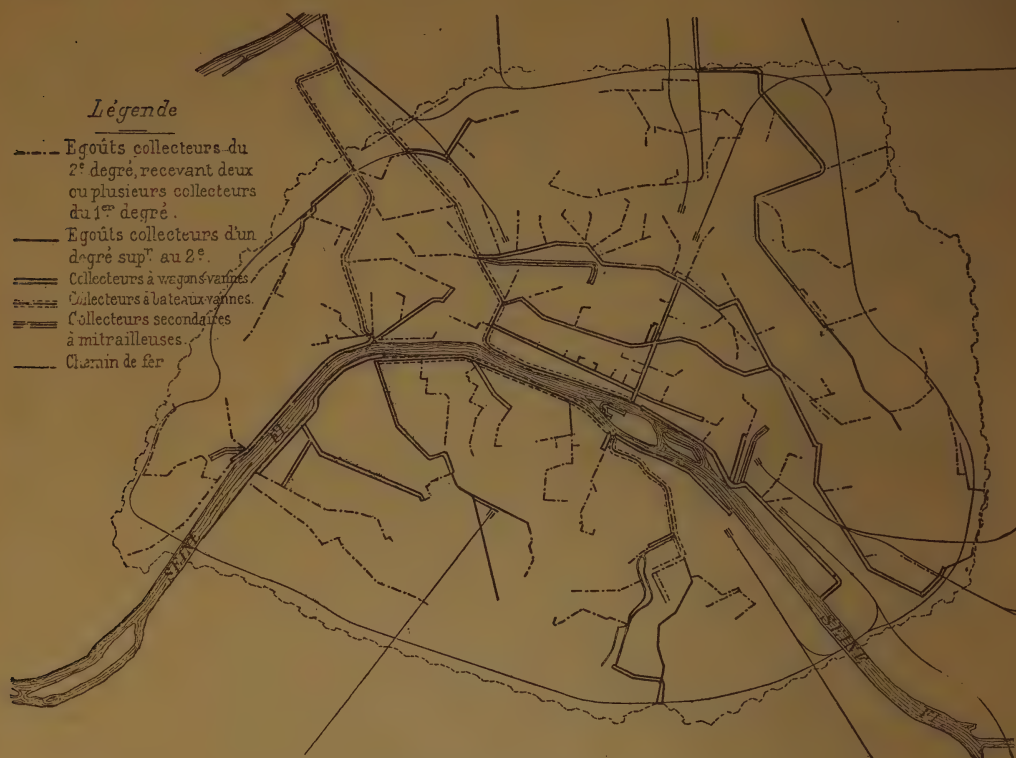 Légende
Egoûts collecteurs du
2e degré, recevant deux
ou plusieurs collecteurs
du 1er degré.
Egoûts collecteurs d'un
degré supr au 2e.
Collecteurs à wagons-vannes
Collecteurs à bateaux-vannes.
Collecteurs secondaires
à mitrailleuses.
Chemin de fer
SEINE
SEINE
Fl